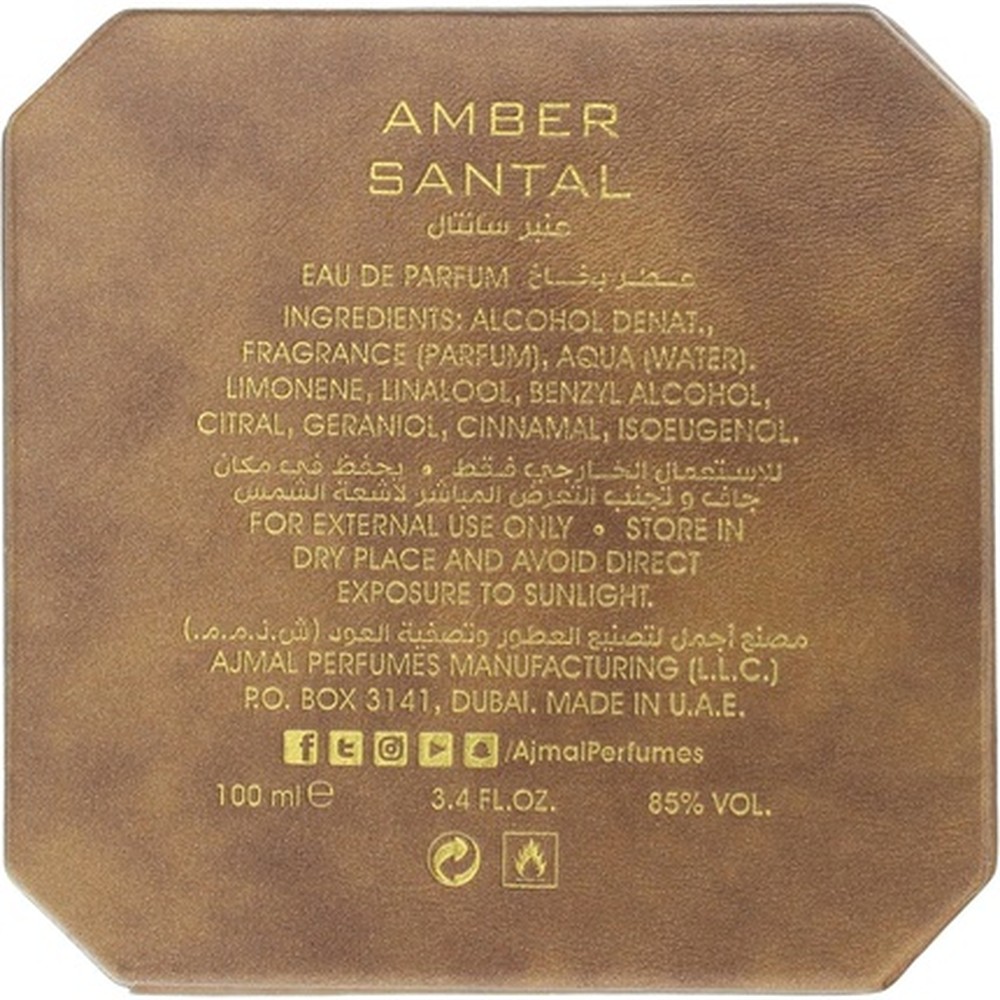 AMBER
SANTAL
عنبر سانتال
EAU DE PARFUM عطر بخاخ
INGREDIENTS: ALCOHOL DENAT.,
FRAGRANCE (PARFUM), AQUA (WATER).
LIMONENE, LINALOOL, BENZYL ALCOHOL,
CITRAL, GERANIOL, CINNAMAL, ISOEUGENOL.
للإستعمال الخارجي فقط • يحفظ في مكان
جاف و تجنب التعرض المباشر لاشعة الشمس
FOR EXTERNAL USE ONLY • STORE IN
DRY PLACE AND AVOID DIRECT
EXPOSURE TO SUNLIGHT.
مصنع أجمل لتصنيع العطور وتصفية العود (ش.ذ.م.م.)
AJMAL PERFUMES MANUFACTURING (L.L.C.)
P.O. BOX 3141, DUBAI. MADE IN U.A.E.
/AjmalPerfumes
100 ml ℮ 3.4 FL.OZ. 85% VOL.